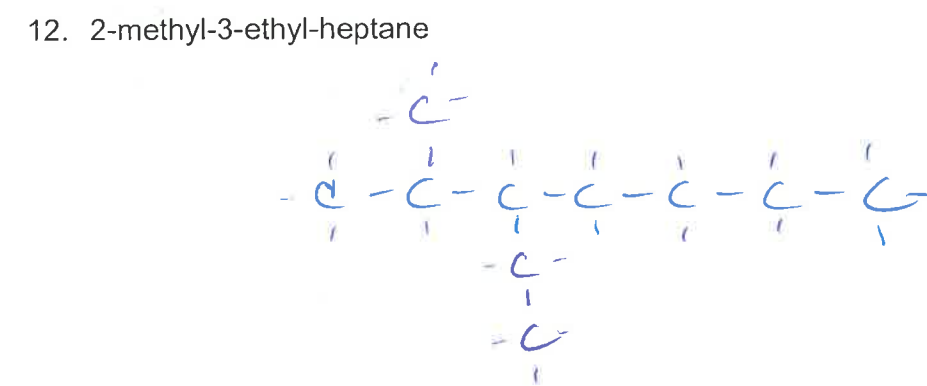 12. 2-methyl-3-ethyl-heptane
- C -
- C - C - C - C - C - C - C -
- C -
- C -